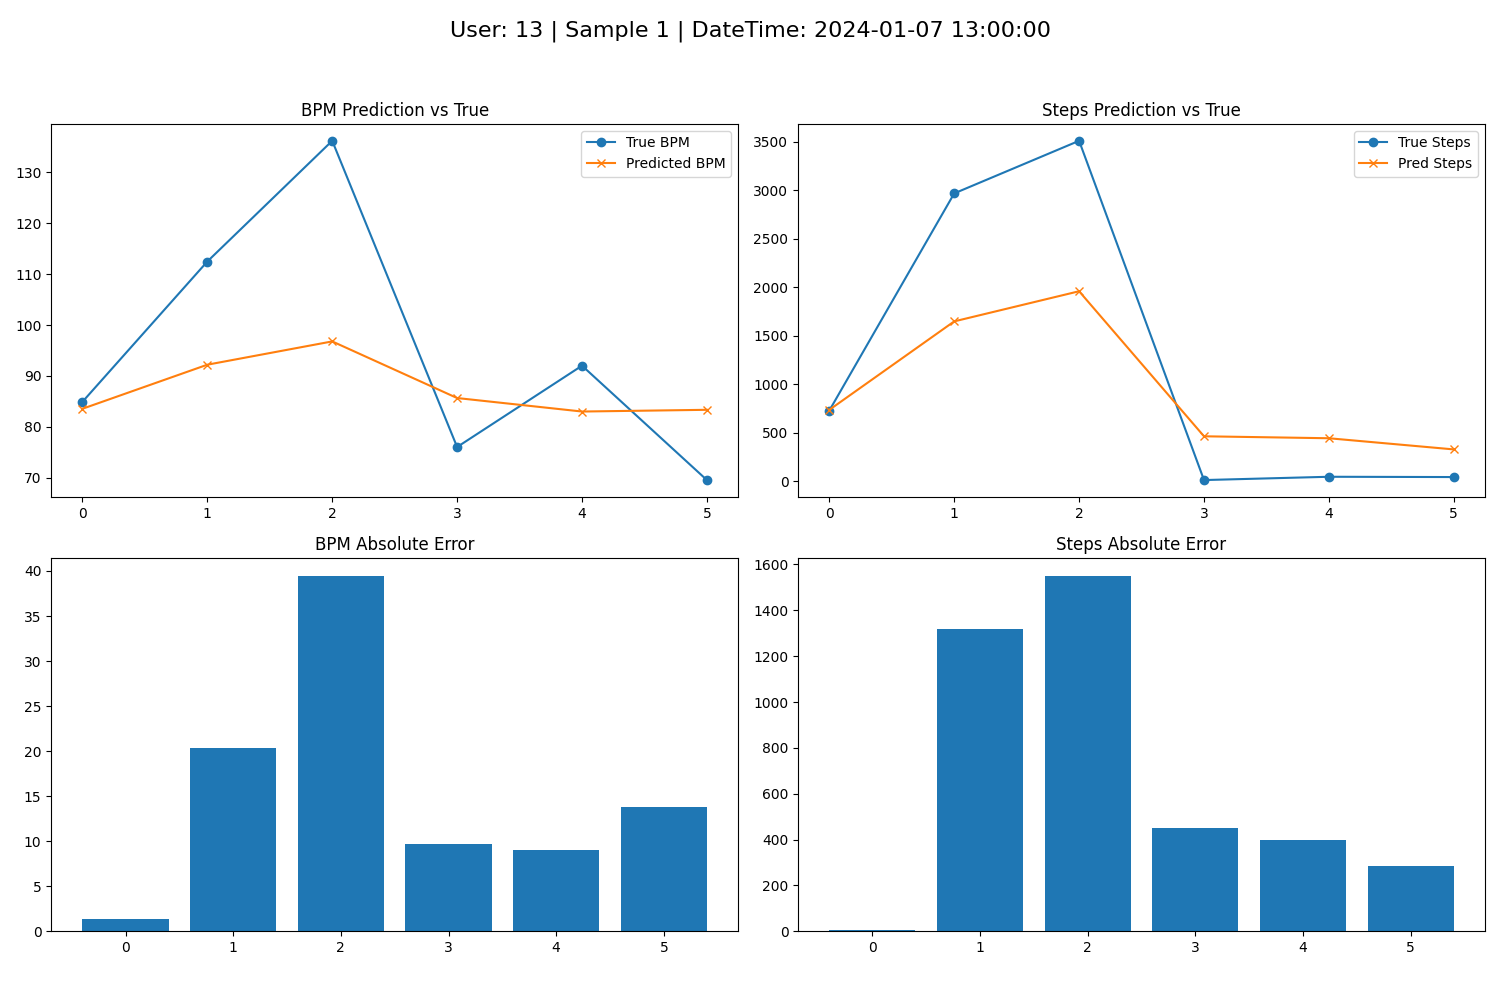 User: 13 | Sample 1 | DateTime: 2024-01-07 13:00:00
BPM Prediction vs True
True BPM
Predicted BPM
130
120
110
100
90
80
70
0 1 2 3 4 5
Steps Prediction vs True
True Steps
Pred Steps
3500
3000
2500
2000
1500
1000
500
0
0 1 2 3 4 5
BPM Absolute Error
40
35
30
25
20
15
10
5
0
0 1 2 3 4 5
Steps Absolute Error
1600
1400
1200
1000
800
600
400
200
0
0 1 2 3 4 5